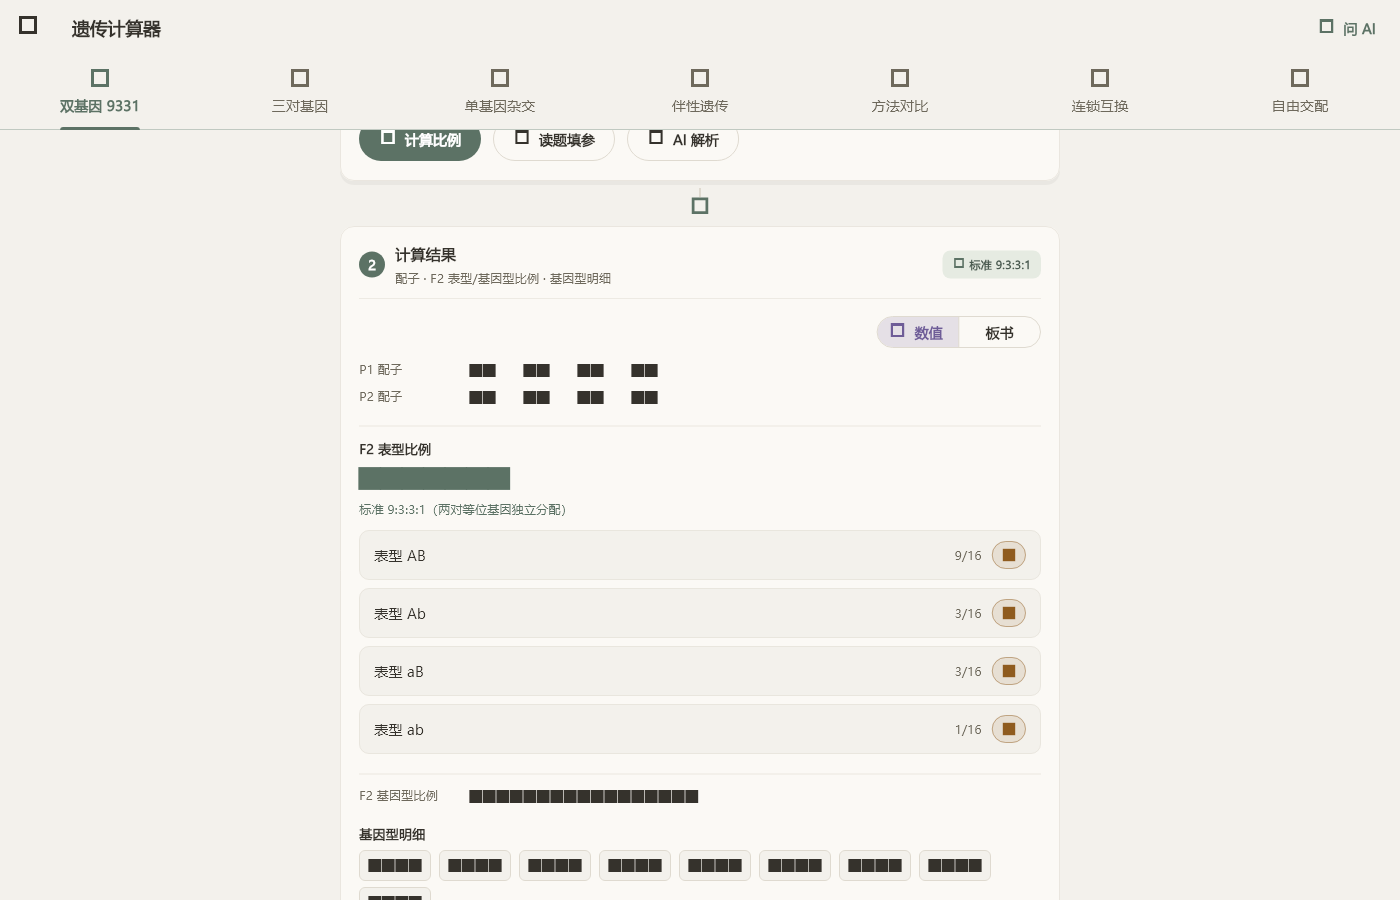 遗传计算器
问 AI
双基因 9331
三对基因
单基因杂交
伴性遗传
方法对比
连锁互换
自由交配
计算比例
读题填参
AI 解析
2
计算结果
配子 · F2 表型/基因型比例 · 基因型明细
标准 9:3:3:1
数值
板书
P1 配子
P2 配子
F2 表型比例
标准 9:3:3:1（两对等位基因独立分配）
表型 AB
9/16
表型 Ab
3/16
表型 aB
3/16
表型 ab
1/16
F2 基因型比例
基因型明细